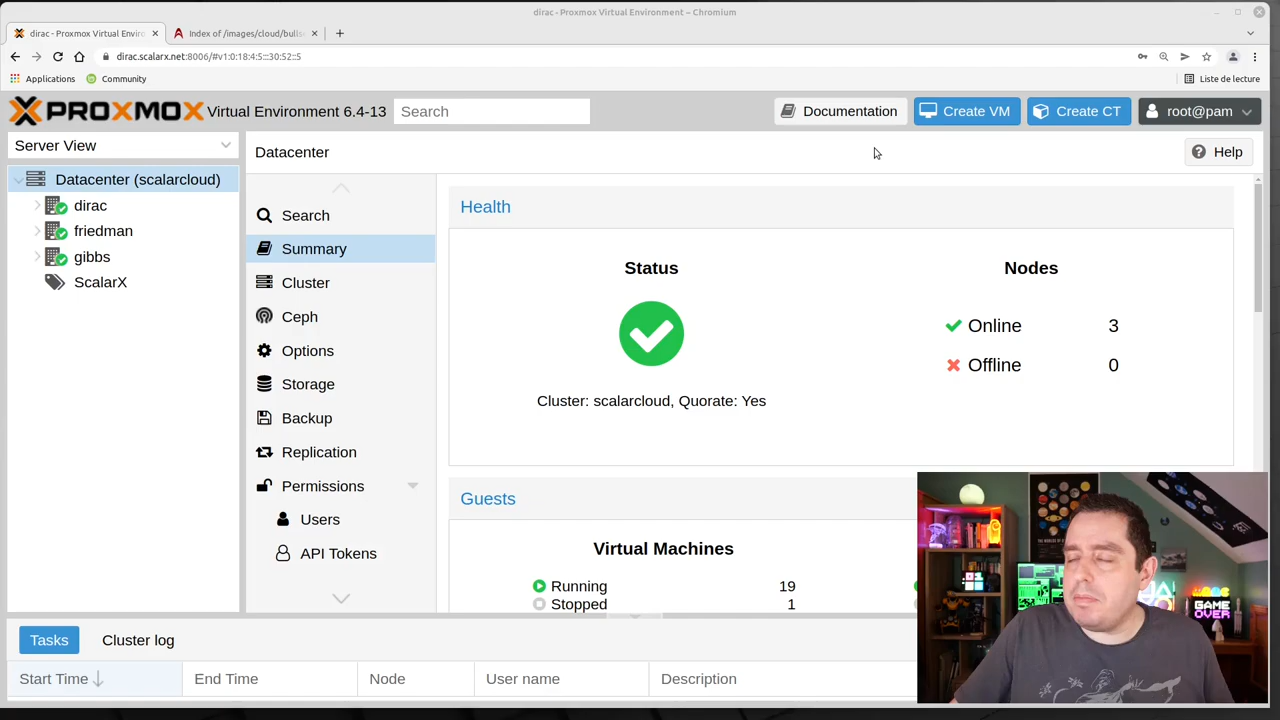 dirac - Proxmox Virtual Environment - Chromium
dirac - Proxmox Virtual Enviro
Index of /images/cloud/bulls
dirac.scalarx.net:8006/#v1:0:18:4:5:::30:52::5
Applications Community Liste de lecture
PROXMOX Virtual Environment 6.4-13 Search Documentation Create VM Create CT root@pam
Server View
Datacenter
Help
Datacenter (scalarcloud)
dirac
friedman
gibbs
ScalarX
Search
Summary
Cluster
Ceph
Options
Storage
Backup
Replication
Permissions
Users
API Tokens
Health
Status
Nodes
Online 3
Offline 0
Cluster: scalarcloud, Quorate: Yes
Guests
Virtual Machines
Running 19
Stopped 1
GAME
OVER
Tasks Cluster log
Start Time End Time Node User name Description